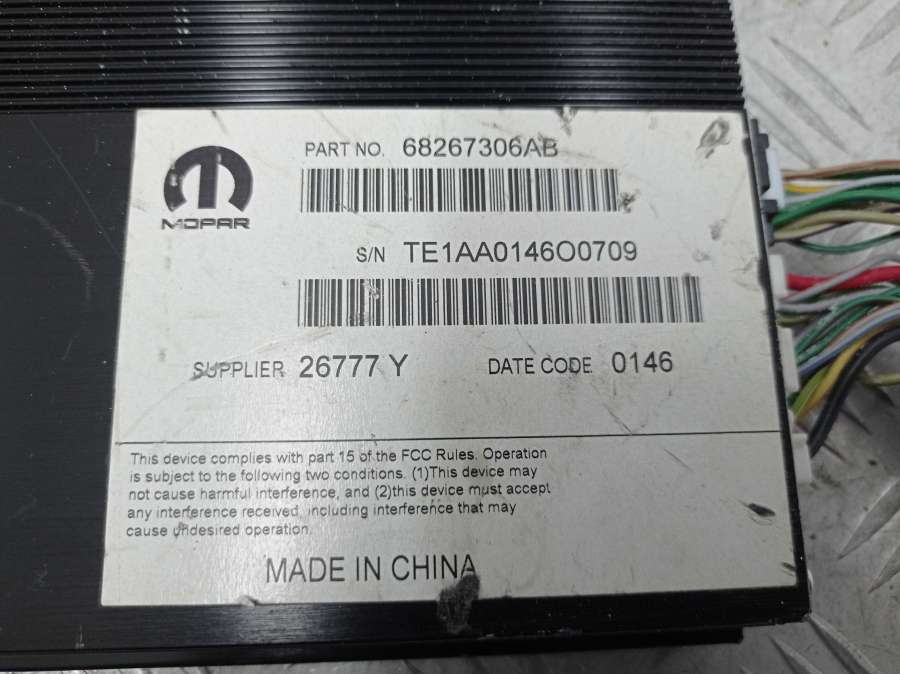 PART NO. 68267306AB
MOPAR
S/N TE1AA0146O0709
SUPPLIER 26777 Y DATE CODE 0146
This device complies with part 15 of the FCC Rules. Operation
is subject to the following two conditions. (1)This device may
not cause harmful interference, and (2)this device must accept
any interference received, including interference that may
cause undesired operation.
MADE IN CHINA